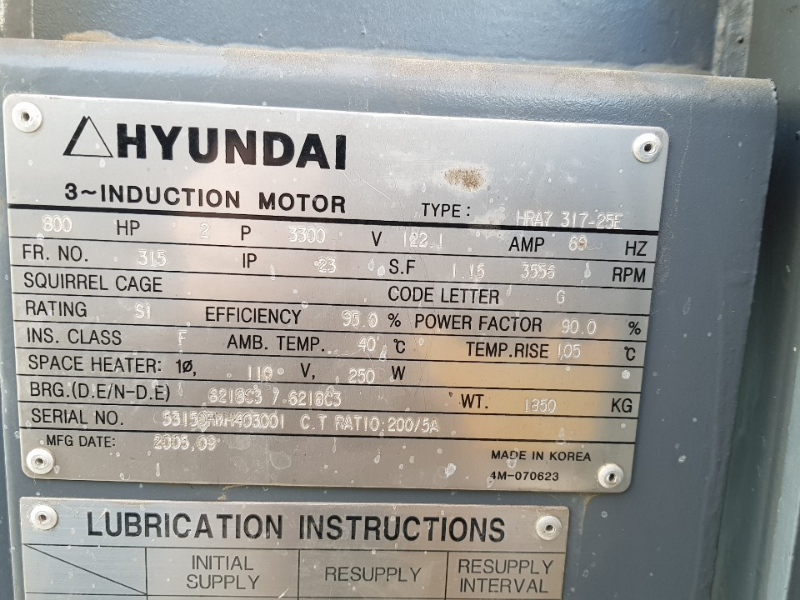 HYUNDAI
3~INDUCTION MOTOR TYPE : HRA7 317-25E
800 HP 2 P 3300 V 122.1 AMP 60 HZ
FR. NO. 315 IP 23 S.F 1.15 3555 RPM
SQUIRREL CAGE CODE LETTER G
RATING S1 EFFICIENCY 95.0 % POWER FACTOR 90.0 %
INS. CLASS F AMB. TEMP. 40 °C TEMP.RISE 105 °C
SPACE HEATER: 1Ø, 110 V, 250 W
BRG.(D.E/N-D.E) 6218C3 / 6218C3 WT. 1850 KG
SERIAL NO. C.T RATIO:200/5A
MFG DATE: 2006,09
MADE IN KOREA
4M-070623
LUBRICATION INSTRUCTIONS
INITIAL SUPPLY RESUPPLY RESUPPLY INTERVAL